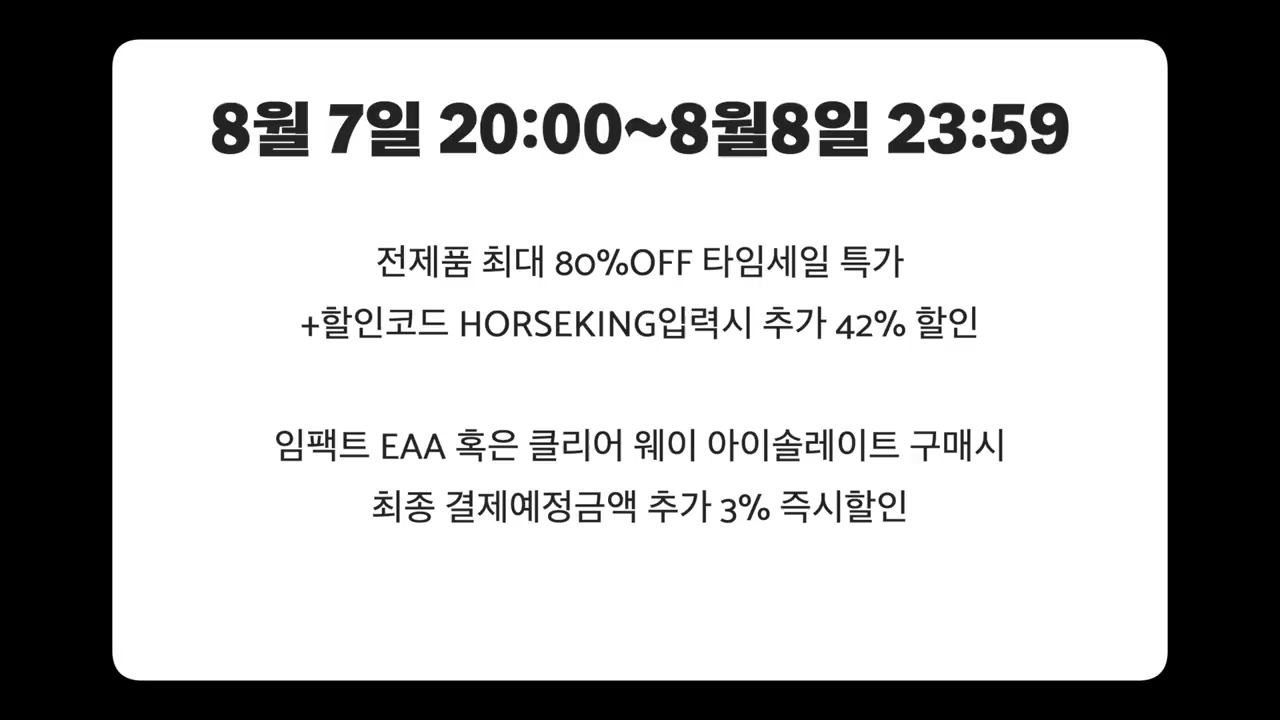 8월 7일 20:00~8월8일 23:59
전제품 최대 80%OFF 타임세일 특가
+할인코드 HORSEKING입력시 추가 42% 할인
임팩트 EAA 혹은 클리어 웨이 아이솔레이트 구매시
최종 결제예정금액 추가 3% 즉시할인